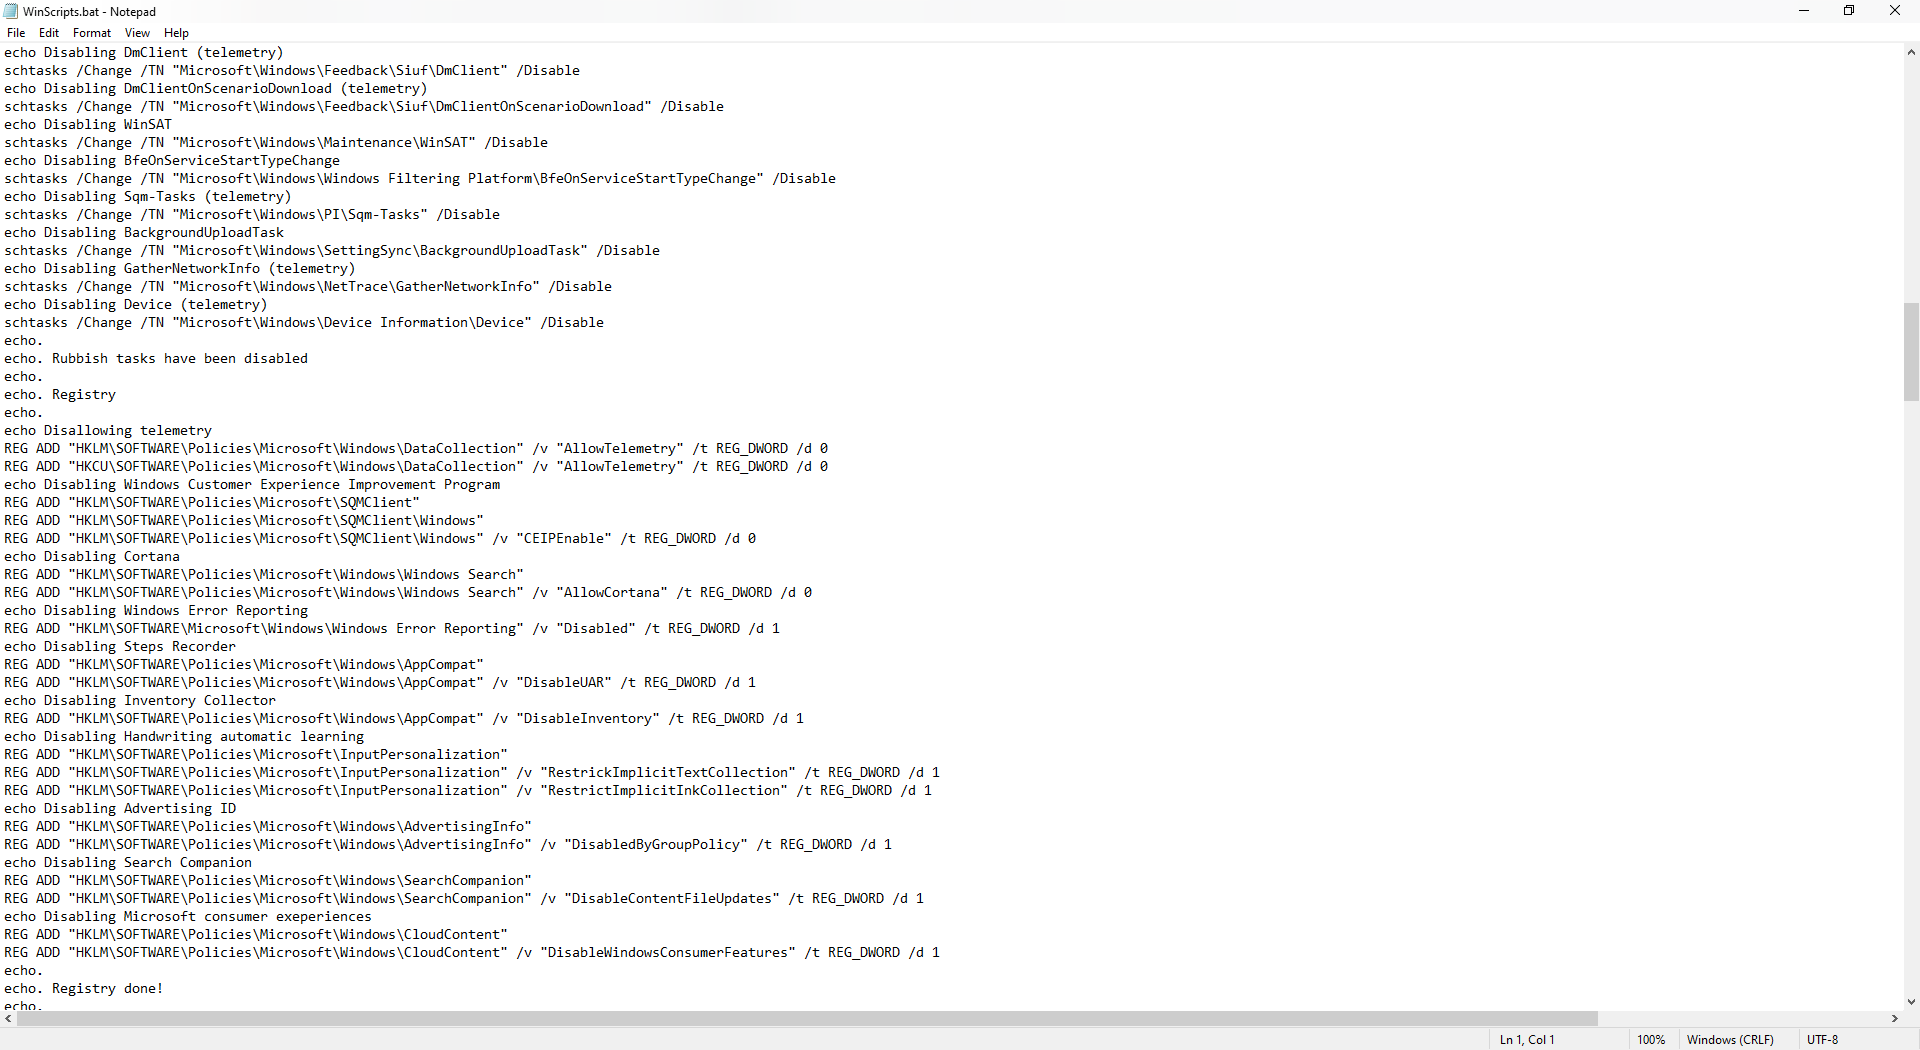 WinScripts.bat - Notepad
File Edit Format View Help
echo Disabling DmClient (telemetry)
schtasks /Change /TN "Microsoft\Windows\Feedback\Siuf\DmClient" /Disable
echo Disabling DmClientOnScenarioDownload (telemetry)
schtasks /Change /TN "Microsoft\Windows\Feedback\Siuf\DmClientOnScenarioDownload" /Disable
echo Disabling WinSAT
schtasks /Change /TN "Microsoft\Windows\Maintenance\WinSAT" /Disable
echo Disabling BfeOnServiceStartTypeChange
schtasks /Change /TN "Microsoft\Windows\Windows Filtering Platform\BfeOnServiceStartTypeChange" /Disable
echo Disabling Sqm-Tasks (telemetry)
schtasks /Change /TN "Microsoft\Windows\PI\Sqm-Tasks" /Disable
echo Disabling BackgroundUploadTask
schtasks /Change /TN "Microsoft\Windows\SettingSync\BackgroundUploadTask" /Disable
echo Disabling GatherNetworkInfo (telemetry)
schtasks /Change /TN "Microsoft\Windows\NetTrace\GatherNetworkInfo" /Disable
echo Disabling Device (telemetry)
schtasks /Change /TN "Microsoft\Windows\Device Information\Device" /Disable
echo.
echo. Rubbish tasks have been disabled
echo.
echo. Registry
echo.
echo Disallowing telemetry
REG ADD "HKLM\SOFTWARE\Policies\Microsoft\Windows\DataCollection" /v "AllowTelemetry" /t REG_DWORD /d 0
REG ADD "HKCU\SOFTWARE\Policies\Microsoft\Windows\DataCollection" /v "AllowTelemetry" /t REG_DWORD /d 0
echo Disabling Windows Customer Experience Improvement Program
REG ADD "HKLM\SOFTWARE\Policies\Microsoft\SQMClient"
REG ADD "HKLM\SOFTWARE\Policies\Microsoft\SQMClient\Windows"
REG ADD "HKLM\SOFTWARE\Policies\Microsoft\SQMClient\Windows" /v "CEIPEnable" /t REG_DWORD /d 0
echo Disabling Cortana
REG ADD "HKLM\SOFTWARE\Policies\Microsoft\Windows\Windows Search"
REG ADD "HKLM\SOFTWARE\Policies\Microsoft\Windows\Windows Search" /v "AllowCortana" /t REG_DWORD /d 0
echo Disabling Windows Error Reporting
REG ADD "HKLM\SOFTWARE\Microsoft\Windows\Windows Error Reporting" /v "Disabled" /t REG_DWORD /d 1
echo Disabling Steps Recorder
REG ADD "HKLM\SOFTWARE\Policies\Microsoft\Windows\AppCompat"
REG ADD "HKLM\SOFTWARE\Policies\Microsoft\Windows\AppCompat" /v "DisableUAR" /t REG_DWORD /d 1
echo Disabling Inventory Collector
REG ADD "HKLM\SOFTWARE\Policies\Microsoft\Windows\AppCompat" /v "DisableInventory" /t REG_DWORD /d 1
echo Disabling Handwriting automatic learning
REG ADD "HKLM\SOFTWARE\Policies\Microsoft\InputPersonalization"
REG ADD "HKLM\SOFTWARE\Policies\Microsoft\InputPersonalization" /v "RestrickImplicitTextCollection" /t REG_DWORD /d 1
REG ADD "HKLM\SOFTWARE\Policies\Microsoft\InputPersonalization" /v "RestrictImplicitInkCollection" /t REG_DWORD /d 1
echo Disabling Advertising ID
REG ADD "HKLM\SOFTWARE\Policies\Microsoft\Windows\AdvertisingInfo"
REG ADD "HKLM\SOFTWARE\Policies\Microsoft\Windows\AdvertisingInfo" /v "DisabledByGroupPolicy" /t REG_DWORD /d 1
echo Disabling Search Companion
REG ADD "HKLM\SOFTWARE\Policies\Microsoft\Windows\SearchCompanion"
REG ADD "HKLM\SOFTWARE\Policies\Microsoft\Windows\SearchCompanion" /v "DisableContentFileUpdates" /t REG_DWORD /d 1
echo Disabling Microsoft consumer exeperiences
REG ADD "HKLM\SOFTWARE\Policies\Microsoft\Windows\CloudContent"
REG ADD "HKLM\SOFTWARE\Policies\Microsoft\Windows\CloudContent" /v "DisableWindowsConsumerFeatures" /t REG_DWORD /d 1
echo.
echo. Registry done!
echo.
Ln 1, Col 1 100% Windows (CRLF) UTF-8